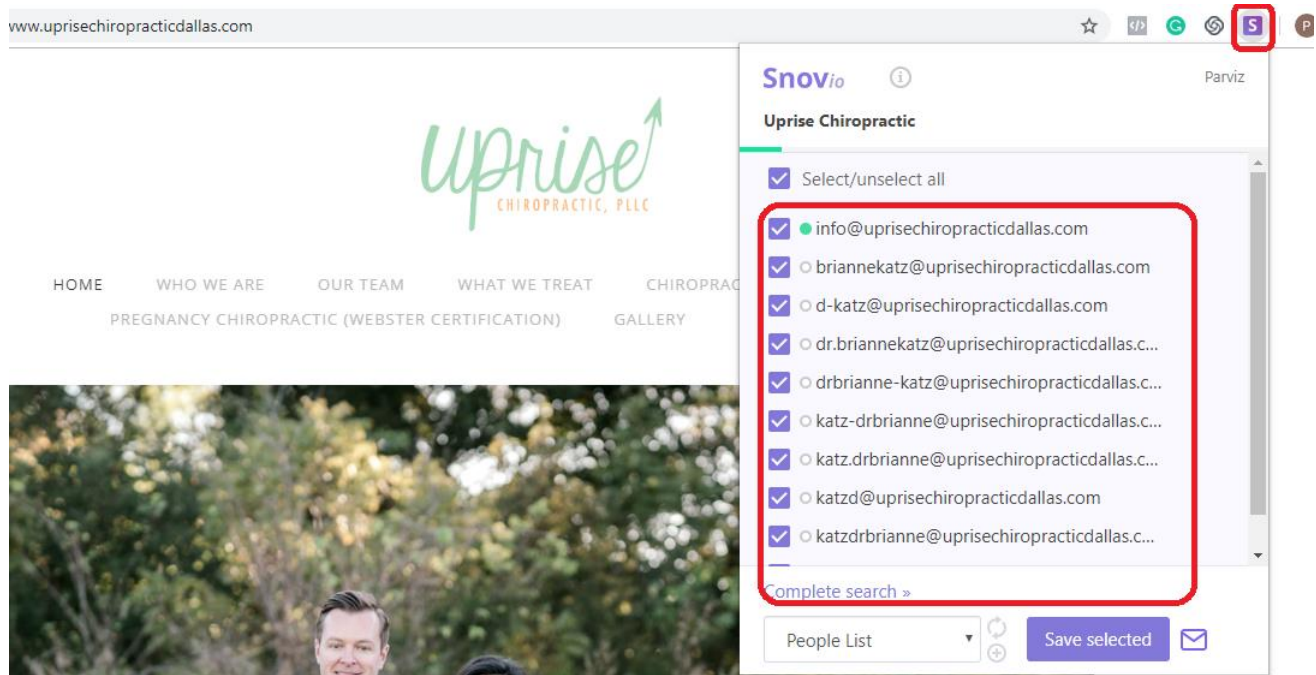 www.uprisechiropracticdallas.com
S
P
Snovio
i
Parviz
Uprise Chiropractic
uprise
CHIROPRACTIC, PLLC
HOME WHO WE ARE OUR TEAM WHAT WE TREAT CHIROPRAC
PREGNANCY CHIROPRACTIC (WEBSTER CERTIFICATION) GALLERY
Select/unselect all
info@uprisechiropracticdallas.com
briannekatz@uprisechiropracticdallas.com
d-katz@uprisechiropracticdallas.com
dr.briannekatz@uprisechiropracticdallas.c...
drbrianne-katz@uprisechiropracticdallas.c...
katz-drbrianne@uprisechiropracticdallas.c...
katz.drbrianne@uprisechiropracticdallas.c...
katzd@uprisechiropracticdallas.com
katzdrbrianne@uprisechiropracticdallas.c...
Complete search »
People List
Save selected